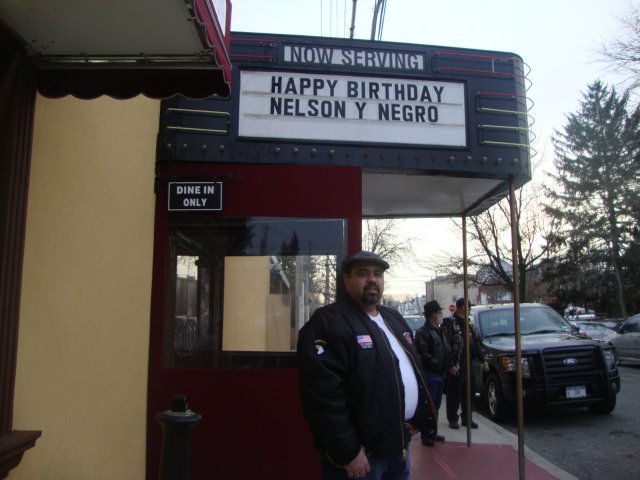 NOW SERVING
HAPPY BIRTHDAY
NELSON Y NEGRO
DINE IN
ONLY